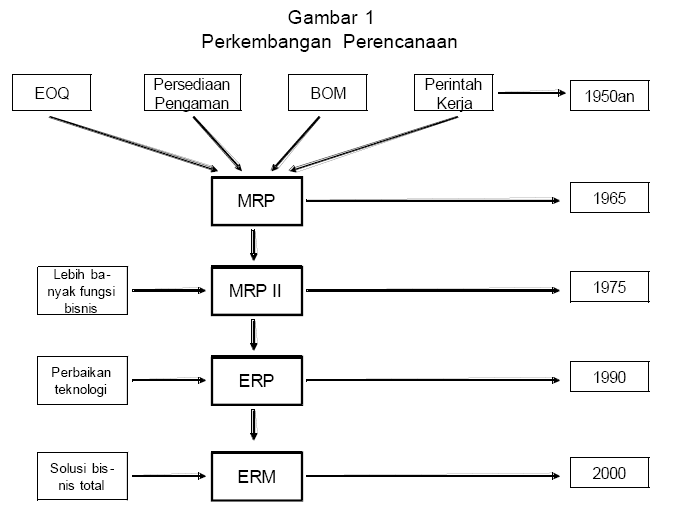 Gambar 1
Perkembangan Perencanaan
EOQ
Persediaan
Pengaman
BOM
Perintah
Kerja
1950an
MRP
1965
Lebih ba-
nyak fungsi
bisnis
MRP II
1975
Perbaikan
teknologi
ERP
1990
Solusi bis-
nis total
ERM
2000